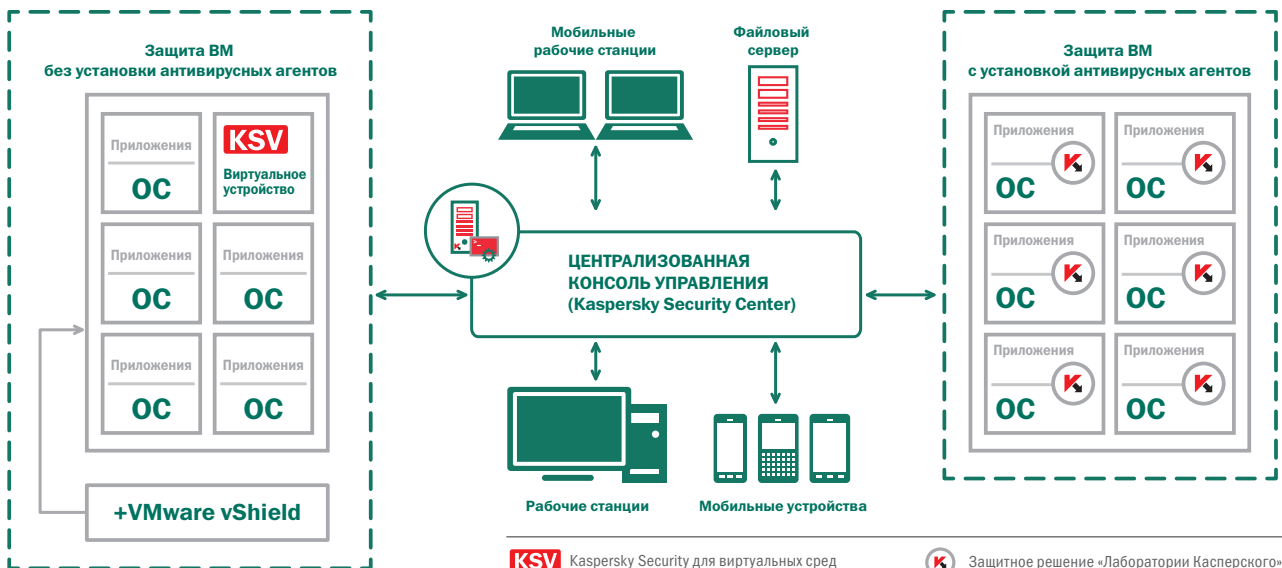 Защита ВМ
без установки антивирусных агентов
Приложения
ОС
KSV
Виртуальное
устройство
Приложения
ОС
Приложения
ОС
Приложения
ОС
Приложения
ОС
+VMware vShield
Мобильные
рабочие станции
Файловый
сервер
ЦЕНТРАЛИЗОВАННАЯ
КОНСОЛЬ УПРАВЛЕНИЯ
(Kaspersky Security Center)
Рабочие станции
Мобильные устройства
Защита ВМ
с установкой антивирусных агентов
Приложения
ОС
Приложения
ОС
Приложения
ОС
Приложения
ОС
Приложения
ОС
Приложения
ОС
KSV Kaspersky Security для виртуальных сред
Защитное решение «Лаборатории Касперского»